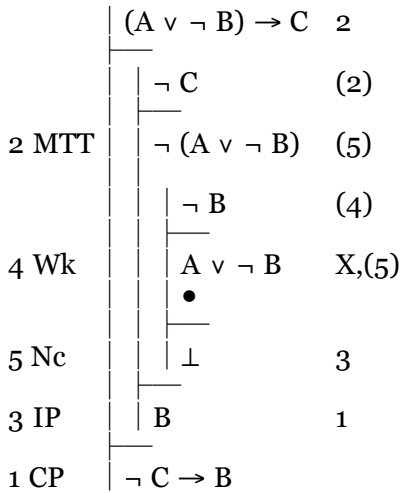 (A ∨ ¬ B) → C 2
¬ C (2)
2 MTT ¬ (A ∨ ¬ B) (5)
¬ B (4)
4 Wk A ∨ ¬ B X,(5)
●
5 Nc ⊥ 3
3 IP B 1
1 CP ¬ C → B